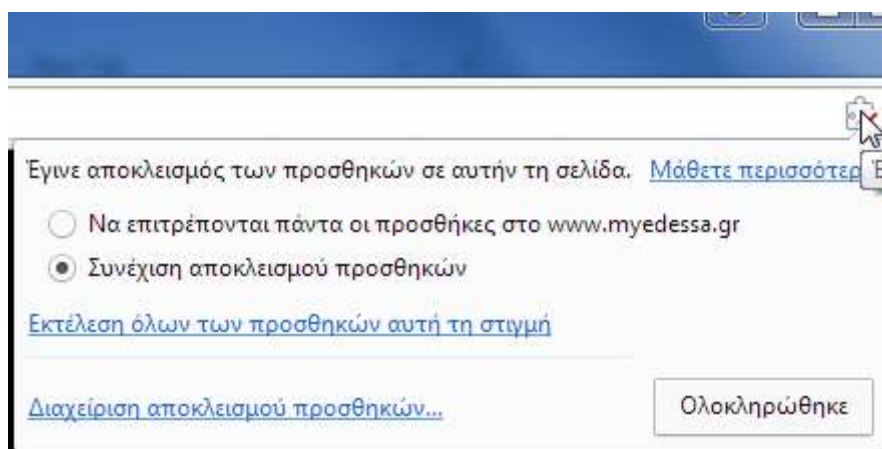 Έγινε αποκλεισμός των προσθηκών σε αυτήν τη σελίδα. Μάθετε
Να επιτρέπονται πάντα οι προσθήκες στο www.myedessa.gr
Συνέχιση αποκλεισμού προσθηκών
Εκτέλεση όλων των προσθηκών αυτή τη στιγμή
Διαχείριση αποκλεισμού προσθηκών... Ολοκληρώθηκε